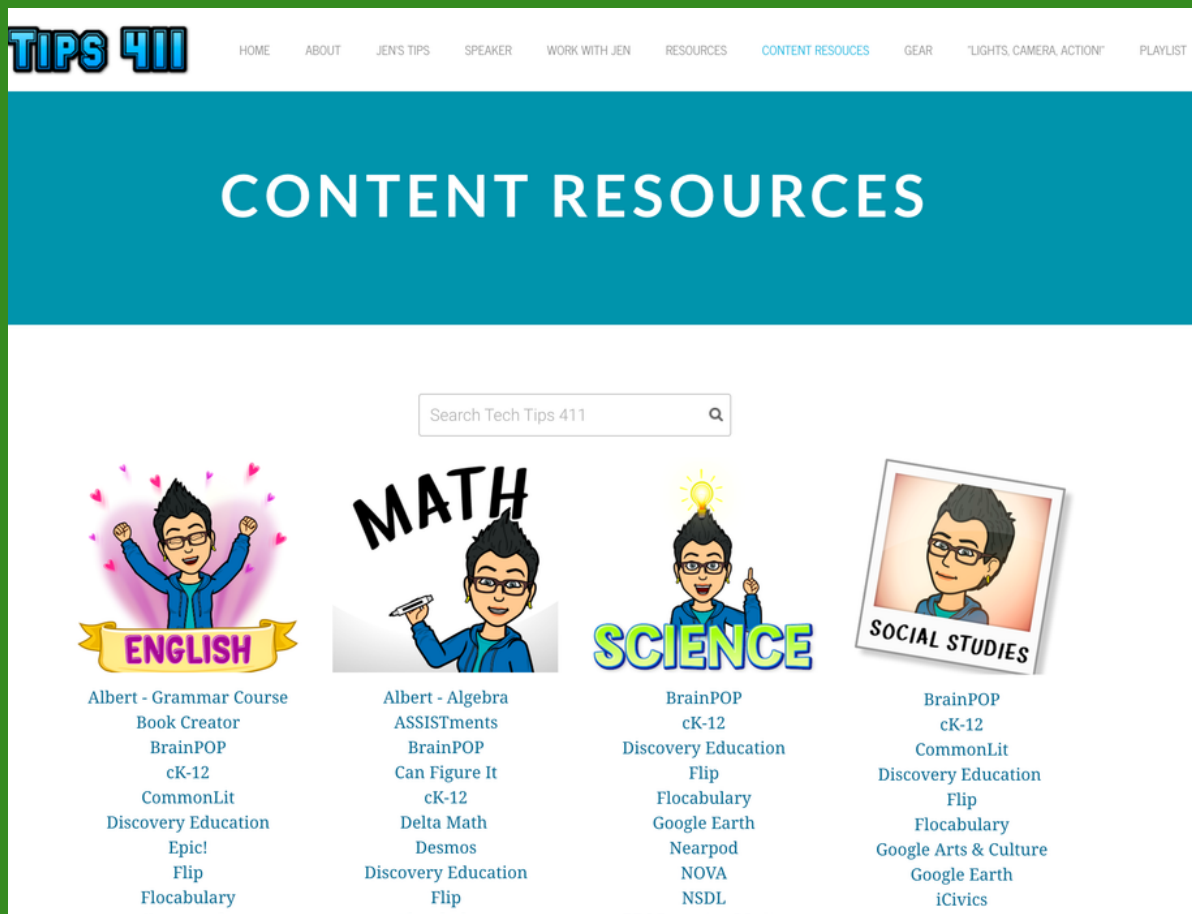 TIPS 411
HOME ABOUT JEN'S TIPS SPEAKER WORK WITH JEN RESOURCES CONTENT RESOUCES GEAR "LIGHTS, CAMERA, ACTION!" PLAYLIST
CONTENT RESOURCES
Search Tech Tips 411
ENGLISH
Albert - Grammar Course
Book Creator
BrainPOP
cK-12
CommonLit
Discovery Education
Epic!
Flip
Flocabulary
MATH
Albert - Algebra
ASSISTments
BrainPOP
Can Figure It
cK-12
Delta Math
Desmos
Discovery Education
Flip
SCIENCE
BrainPOP
cK-12
Discovery Education
Flip
Flocabulary
Google Earth
Nearpod
NOVA
NSDL
SOCIAL STUDIES
BrainPOP
cK-12
CommonLit
Discovery Education
Flip
Flocabulary
Google Arts & Culture
Google Earth
iCivics